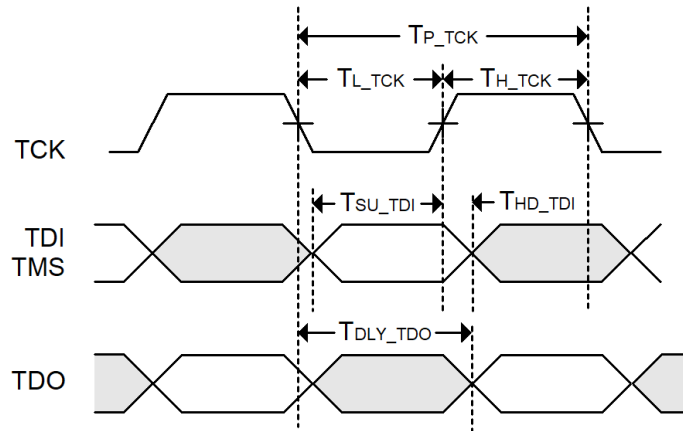 TP_TCK
TL_TCK
TH_TCK
TCK
TSU_TDI
THD_TDI
TDI
TMS
TDLY_TDO
TDO